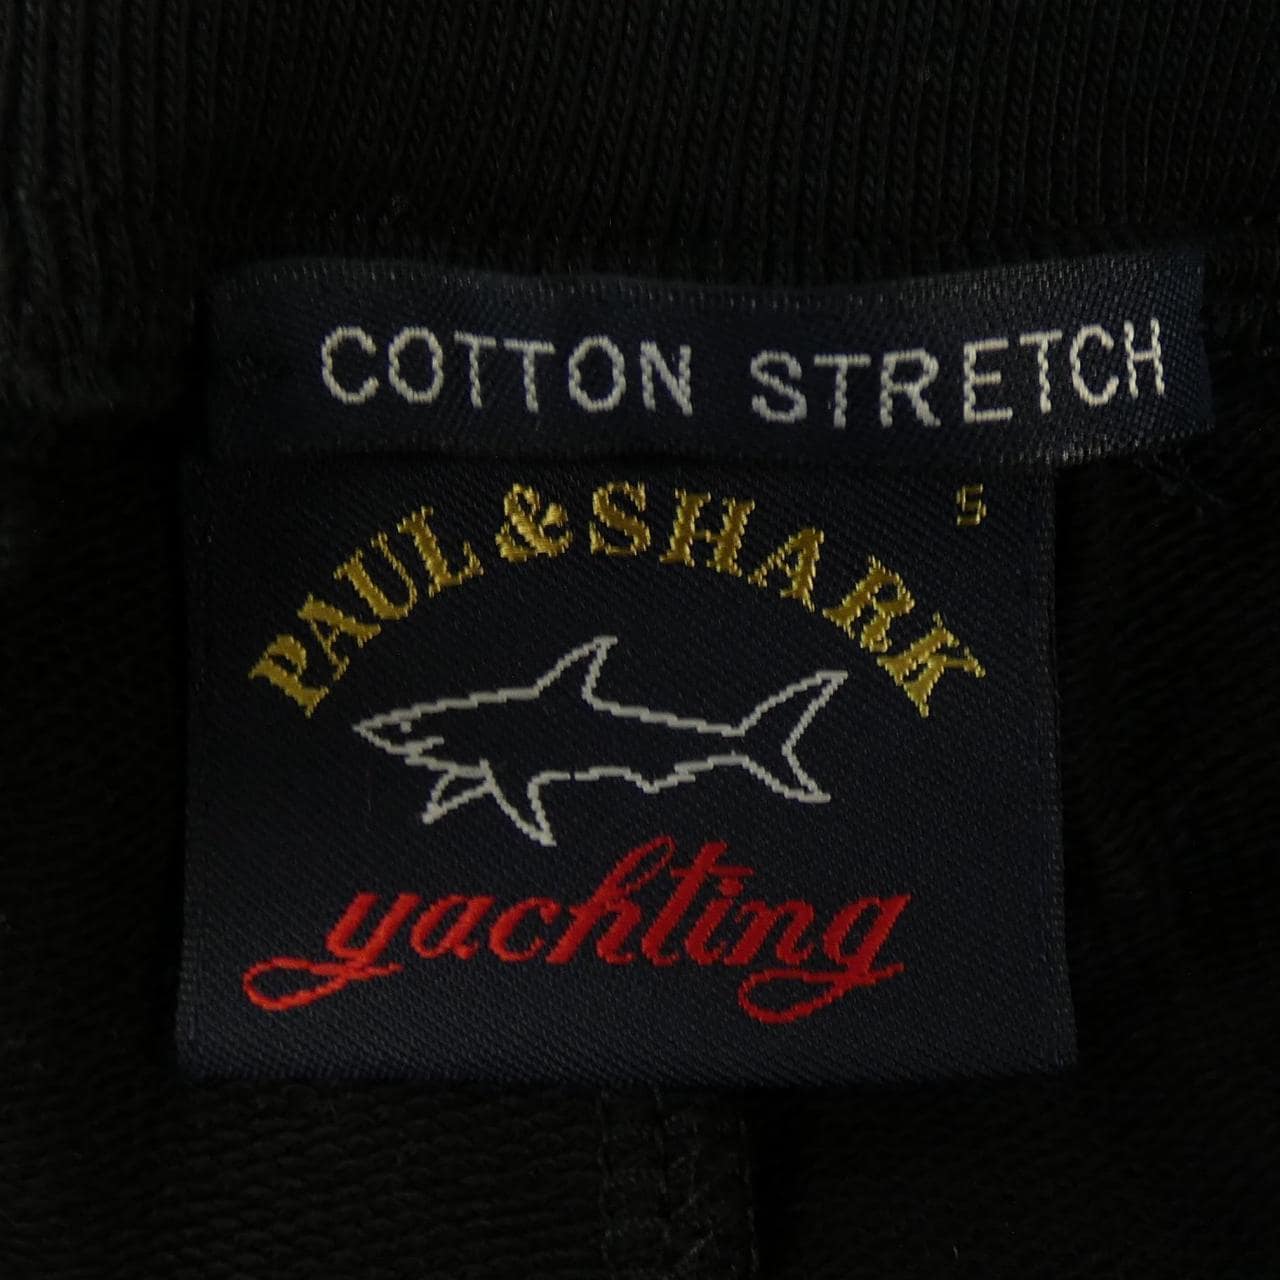 COTTON STRETCH
S
PAUL & SHARK
yachting